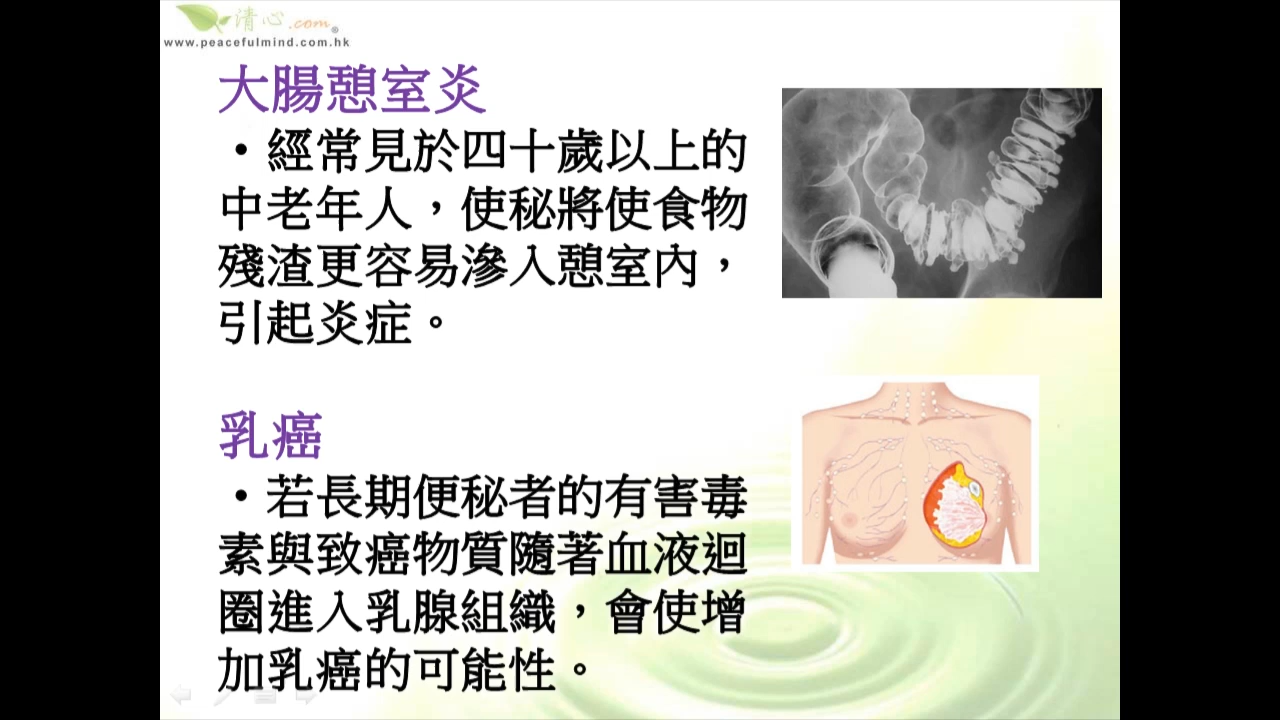 清心.com®
www.peacefulmind.com.hk
大腸憩室炎
•經常見於四十歲以上的
中老年人，使秘將使食物
殘渣更容易滲入憩室內，
引起炎症。
乳癌
•若長期便秘者的有害毒
素與致癌物質隨著血液迴
圈進入乳腺組織，會使增
加乳癌的可能性。